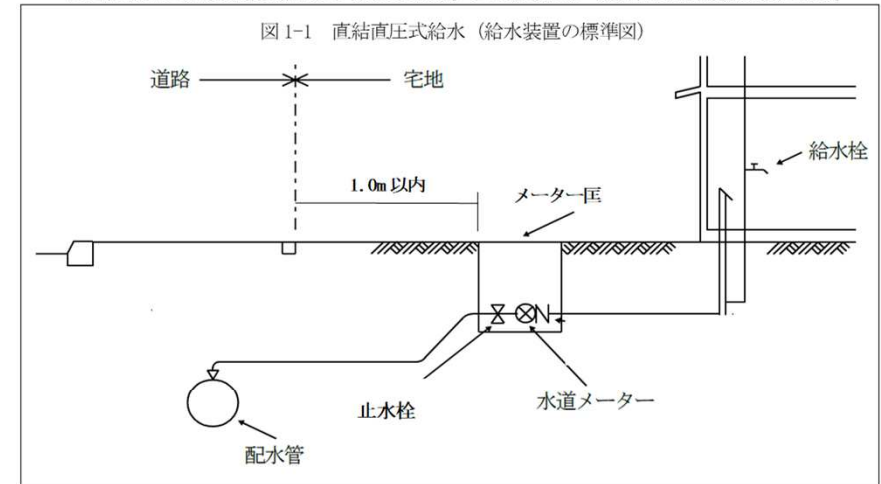 図1-1 直結直圧式給水（給水装置の標準図）
道路
宅地
給水栓
1.0m以内
メーター匡
止水栓
水道メーター
配水管